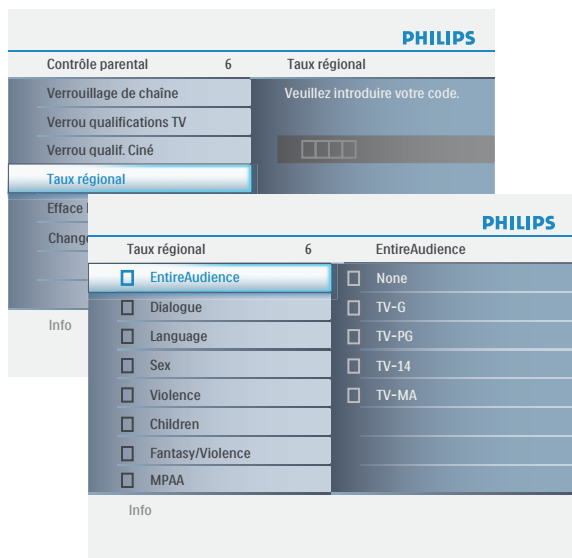 PHILIPS
Contrôle parental 6 Taux régional
Verrouillage de chaîne Veuillez introduire votre code.
Verrou qualifications TV
Verrou qualif. Ciné
Taux régional
Efface
Change
Info
PHILIPS
Taux régional 6 EntireAudience
EntireAudience None
Dialogue TV-G
Language TV-PG
Sex TV-14
Violence TV-MA
Children
Fantasy/Violence
MPAA
Info